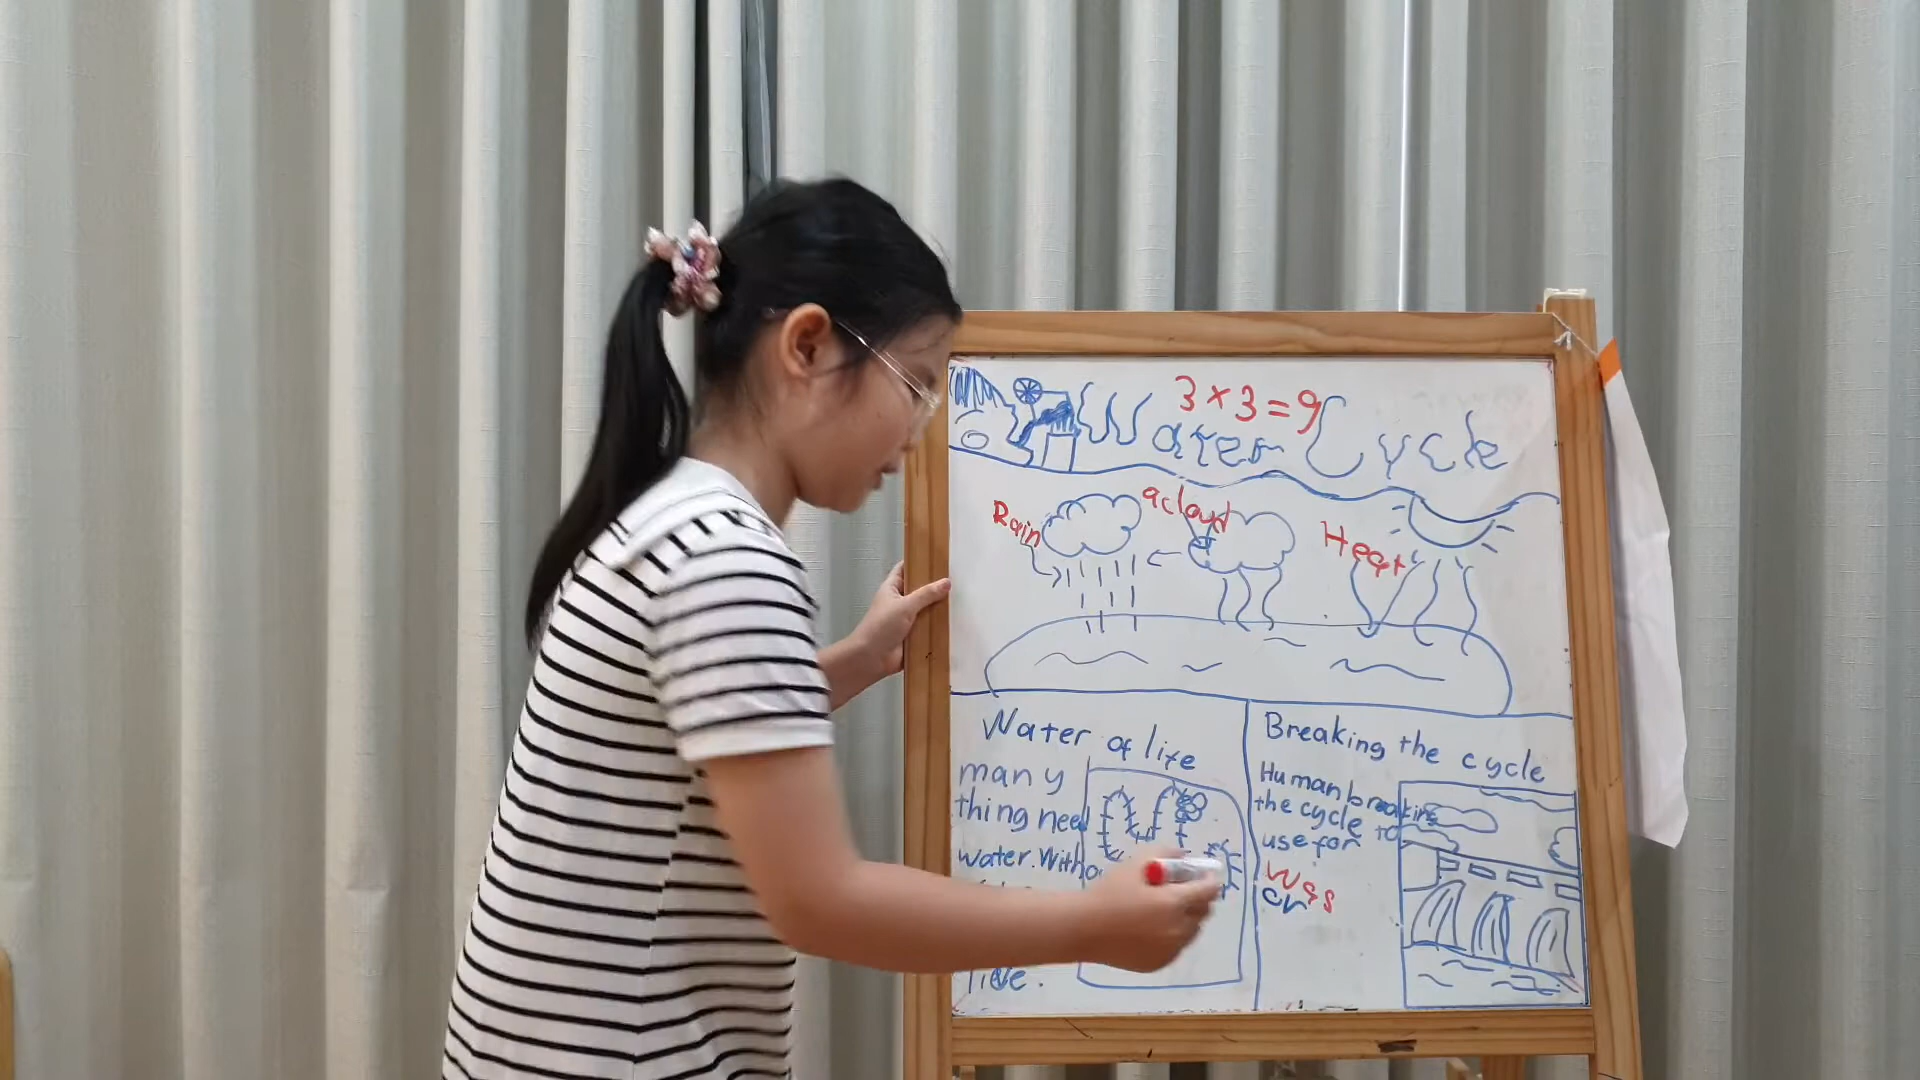 3 × 3 = 9
Water Cycle
Rain
a cloud
Heat
Water of life
many
thing need
water. Witho
live.
Breaking the cycle
Human breaking
the cycle to
use for